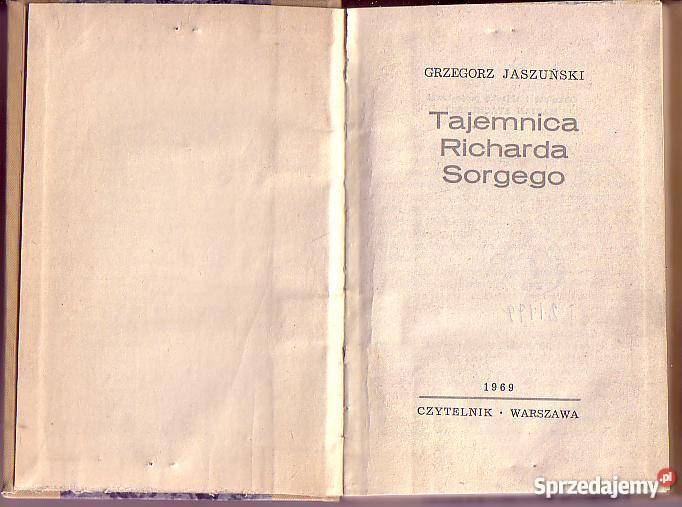 GRZEGORZ JASZUŃSKI
Tajemnica
Richarda
Sorgego
1969
CZYTELNIK · WARSZAWA
Sprzedajemy.pl